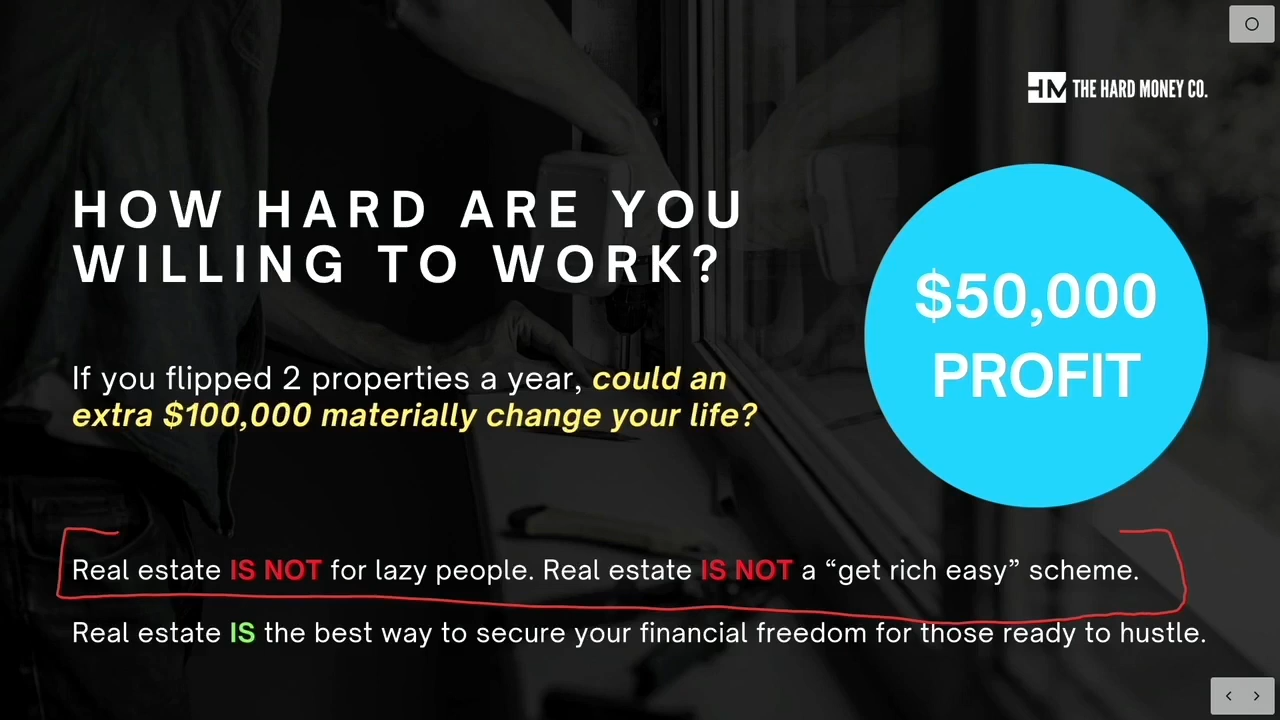 HM THE HARD MONEY CO.
HOW HARD ARE YOU
WILLING TO WORK?
$50,000
PROFIT
If you flipped 2 properties a year, could an
extra $100,000 materially change your life?
Real estate IS NOT for lazy people. Real estate IS NOT a “get rich easy” scheme.
Real estate IS the best way to secure your financial freedom for those ready to hustle.